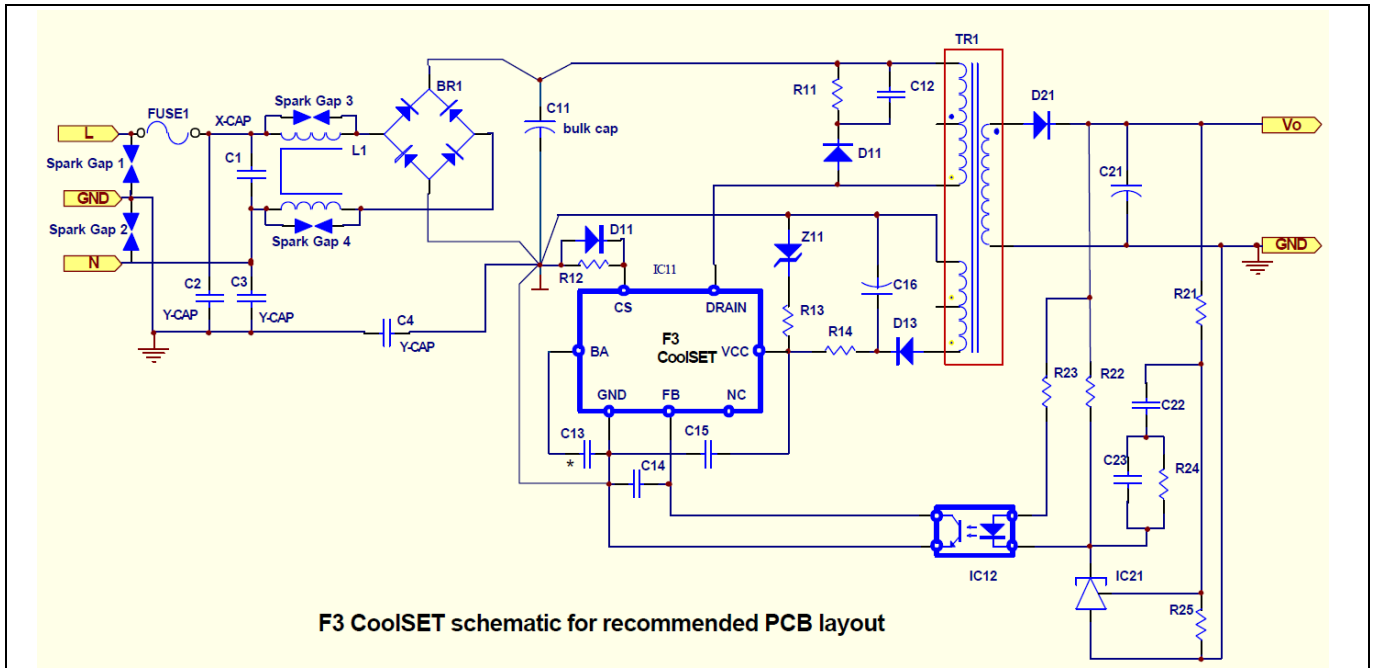 TR1
BR1
C12
R11
Spark Gap 3
FUSE1
X-CAP
C11
bulk cap
D21
L
L1
Vo
Spark Gap 1
C1
D11
C21
GND
Spark Gap 2
Spark Gap 4
D11
Z11
GND
N
R12
IC11
C2
C3
CS
DRAIN
C16
R21
Y-CAP
Y-CAP
C4
Y-CAP
F3
CoolSET
R13
R14
D13
BA
VCC
R23
R22
GND
FB
NC
C22
C13
*
C15
C14
C23
R24
IC12
IC21
R25
F3 CoolSET schematic for recommended PCB layout